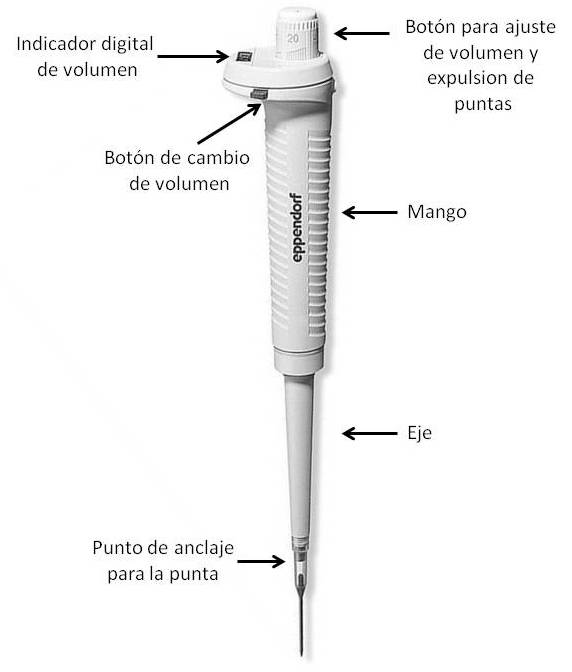 Indicador digital
de volumen
Botón para ajuste
de volumen y
expulsion de
puntas
20
Botón de cambio
de volumen
eppendorf
Mango
Eje
Punto de anclaje
para la punta